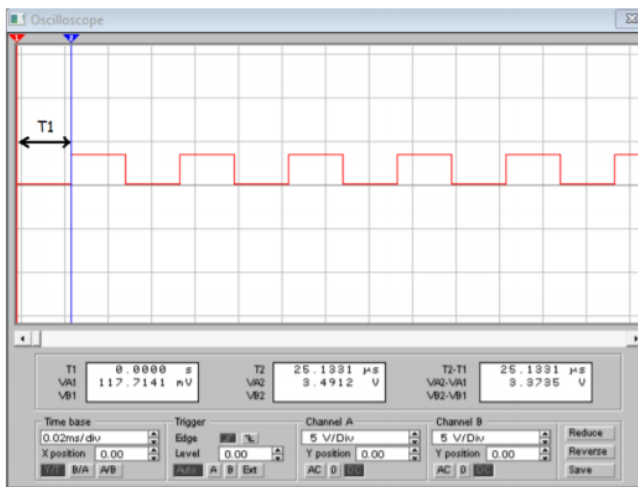 Oscilloscope
1 2
T1
T1 0.0000 s T2 25.1331 µs T2-T1 25.1331 µs
VA1 117.7141 mV VA2 3.4912 V VA2-VA1 3.3735 V
VB1 VB2 VB2-VB1
Time base Trigger Channel A Channel B
0.02ms/div Edge 5 V/Div 5 V/Div Reduce
X position 0.00 Level 0.00 Y position 0.00 Y position 0.00 Reverse
Y/T B/A A/B Auto A B Ext AC 0 DC AC 0 DC Save